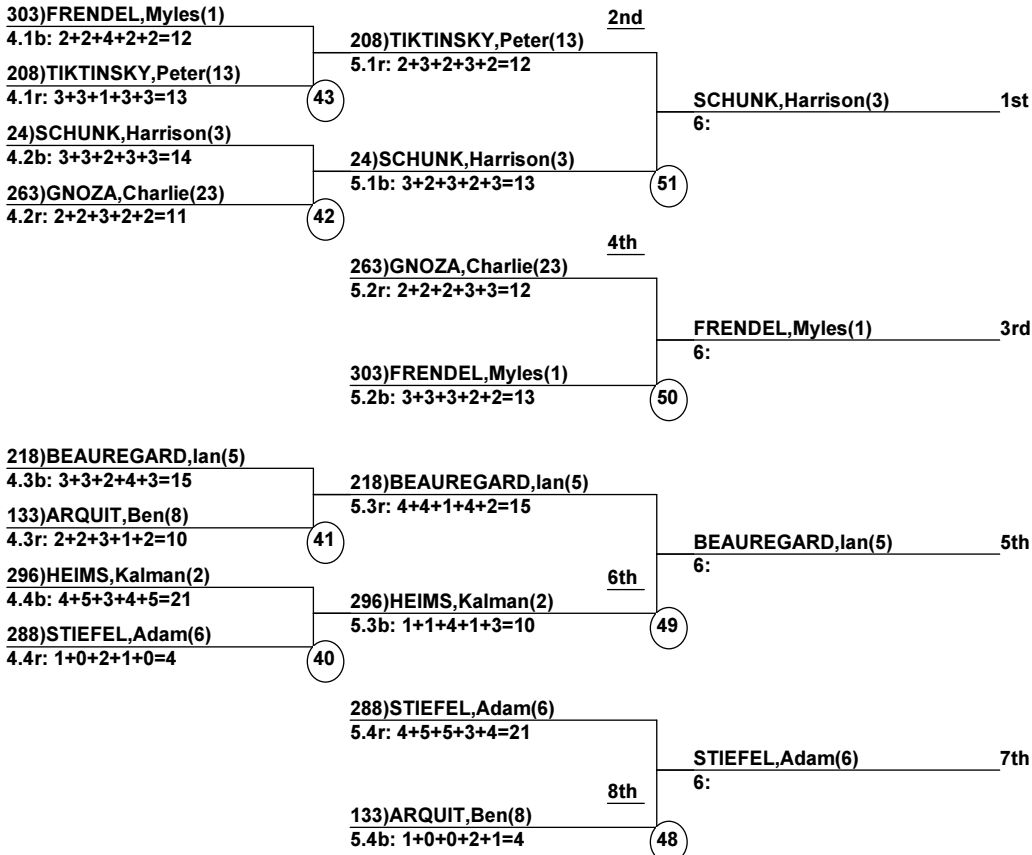 303)FRENDEL,Myles(1)
4.1b: 2+2+4+2+2=12
208)TIKTINSKY,Peter(13)
4.1r: 3+3+1+3+3=13
43
24)SCHUNK,Harrison(3)
4.2b: 3+3+2+3+3=14
263)GNOZA,Charlie(23)
4.2r: 2+2+3+2+2=11
42
2nd
208)TIKTINSKY,Peter(13)
5.1r: 2+3+2+3+2=12
24)SCHUNK,Harrison(3)
5.1b: 3+2+3+2+3=13
51
SCHUNK,Harrison(3) 1st
6:
4th
263)GNOZA,Charlie(23)
5.2r: 2+2+2+3+3=12
303)FRENDEL,Myles(1)
5.2b: 3+3+3+2+2=13
50
FRENDEL,Myles(1) 3rd
6:
218)BEAUREGARD,Ian(5)
4.3b: 3+3+2+4+3=15
133)ARQUIT,Ben(8)
4.3r: 2+2+3+1+2=10
41
296)HEIMS,Kalman(2)
4.4b: 4+5+3+4+5=21
288)STIEFEL,Adam(6)
4.4r: 1+0+2+1+0=4
40
218)BEAUREGARD,Ian(5)
5.3r: 4+4+1+4+2=15
6th
296)HEIMS,Kalman(2)
5.3b: 1+1+4+1+3=10
49
BEAUREGARD,Ian(5) 5th
6:
288)STIEFEL,Adam(6)
5.4r: 4+5+5+3+4=21
8th
133)ARQUIT,Ben(8)
5.4b: 1+0+0+2+1=4
48
STIEFEL,Adam(6) 7th
6: